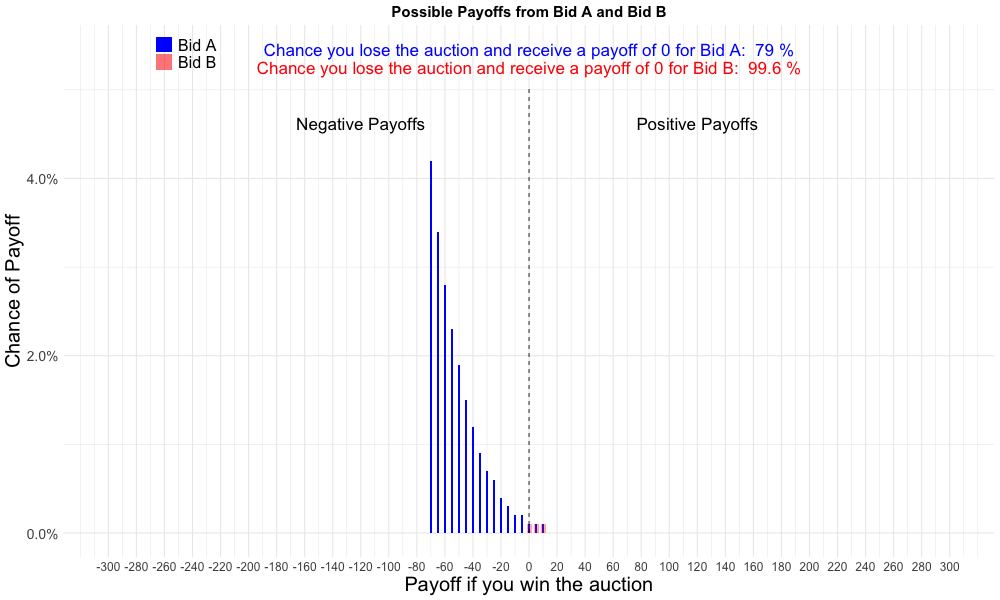 Possible Payoffs from Bid A and Bid B
Bid A
Bid B
Chance you lose the auction and receive a payoff of 0 for Bid A:  79 %
Chance you lose the auction and receive a payoff of 0 for Bid B:  99.6 %
Negative Payoffs
Positive Payoffs
Chance of Payoff
4.0%
2.0%
0.0%
-300 -280 -260 -240 -220 -200 -180 -160 -140 -120 -100 -80 -60 -40 -20 0 20 40 60 80 100 120 140 160 180 200 220 240 260 280 300
Payoff if you win the auction